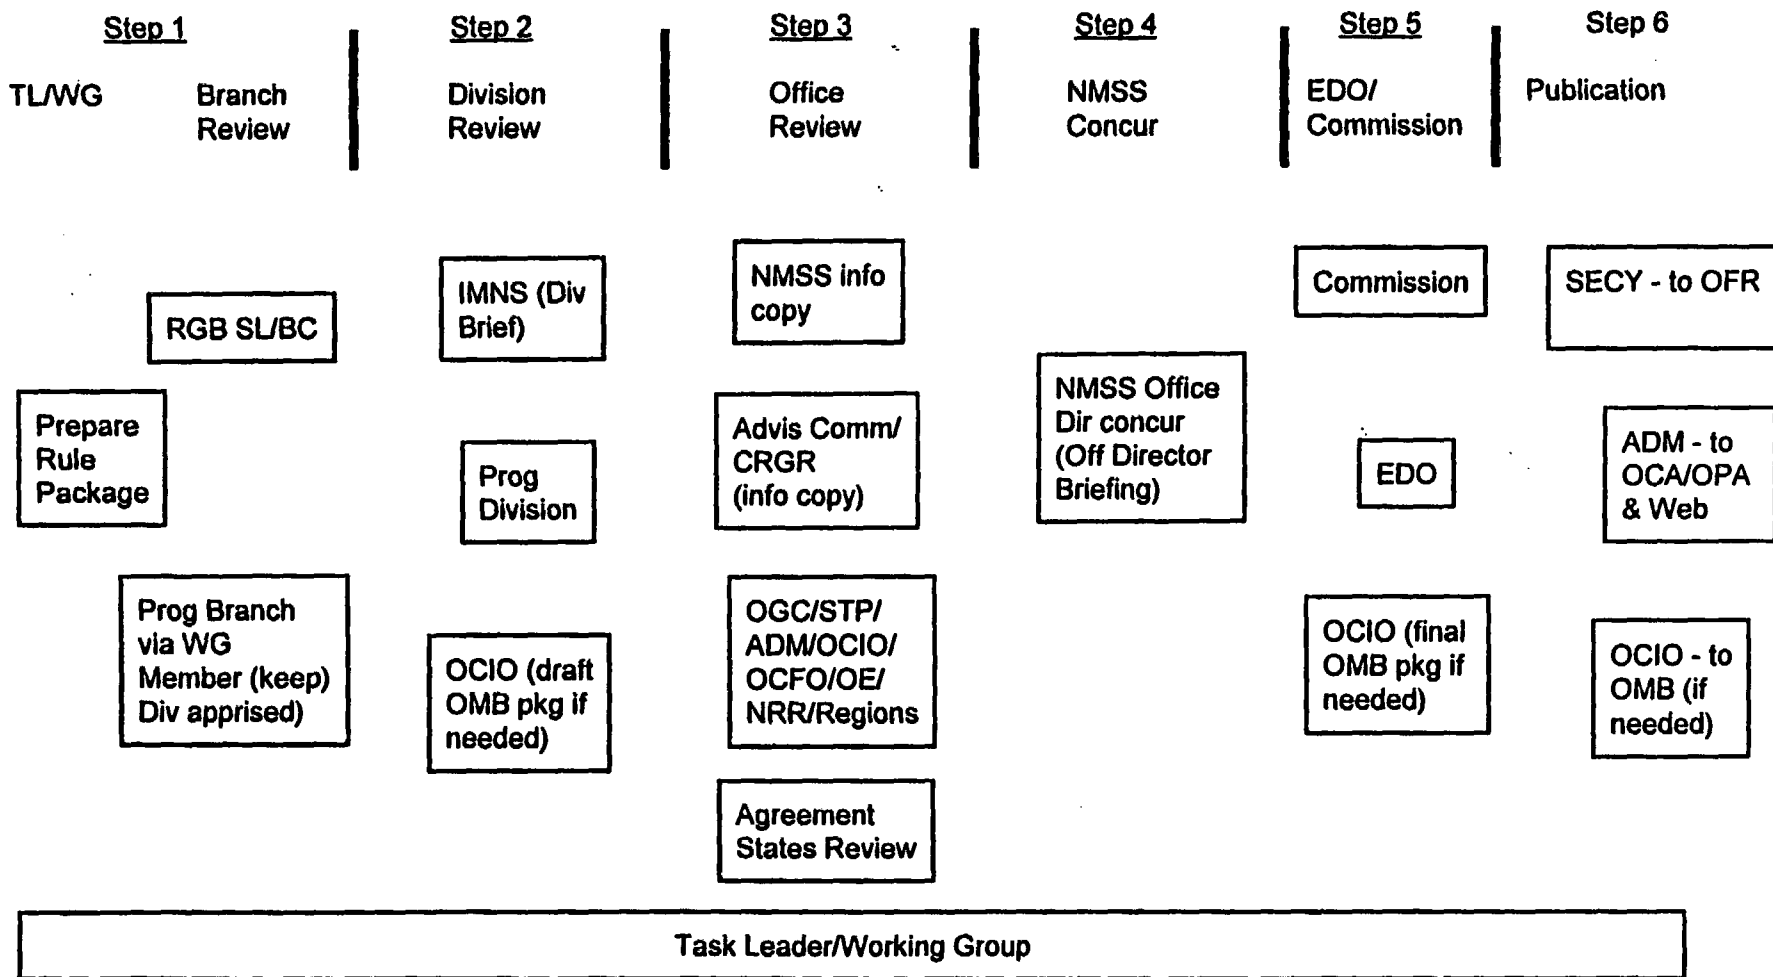 Step 1
Step 2
Step 3
Step 4
Step 5
Step 6
TL/WG
Branch
Review
Division
Review
Office
Review
NMSS
Concur
EDO/
Commission
Publication
RGB SL/BC
Prepare
Rule
Package
Prog Branch
via WG
Member (keep)
Div apprised)
IMNS (Div
Brief)
Prog
Division
OCIO (draft
OMB pkg if
needed)
NMSS info
copy
Advis Comm/
CRGR
(info copy)
OGC/STP/
ADM/OCIO/
OCFO/OE/
NRR/Regions
Agreement
States Review
NMSS Office
Dir concur
(Off Director
Briefing)
Commission
EDO
OCIO (final
OMB pkg if
needed)
SECY - to OFR
ADM - to
OCA/OPA
& Web
OCIO - to
OMB (if
needed)
Task Leader/Working Group